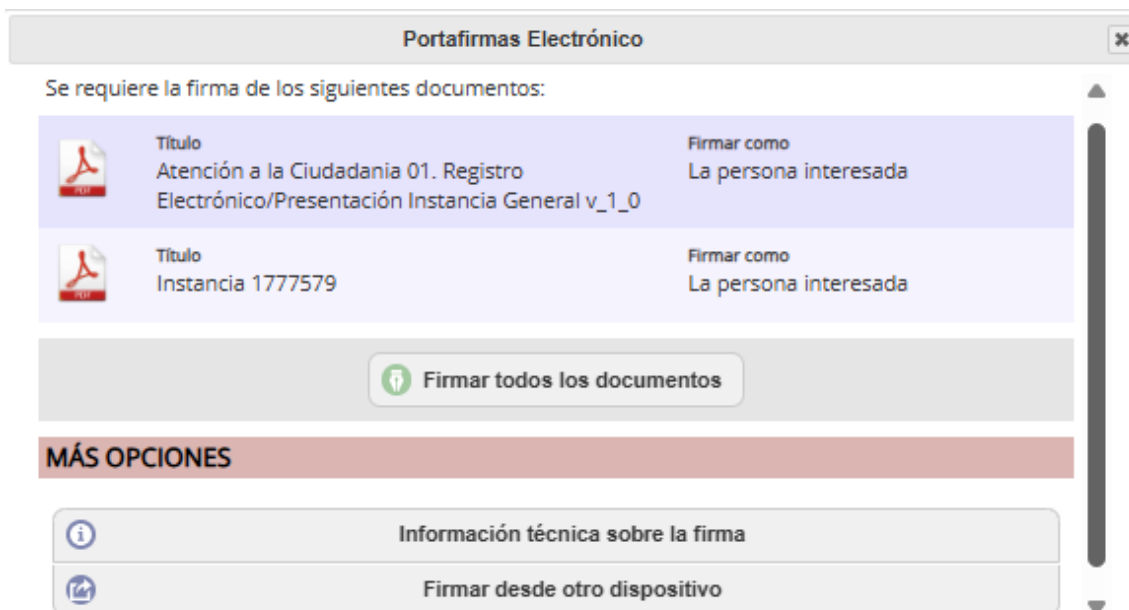 Portafirmas Electrónico
Se requiere la firma de los siguientes documentos:
Título
Firmar como
Atención a la Ciudadania 01. Registro
La persona interesada
Electrónico/Presentación Instancia General v_1_0
PDF
Título
Firmar como
Instancia 1777579
La persona interesada
PDF
Firmar todos los documentos
MÁS OPCIONES
Información técnica sobre la firma
Firmar desde otro dispositivo